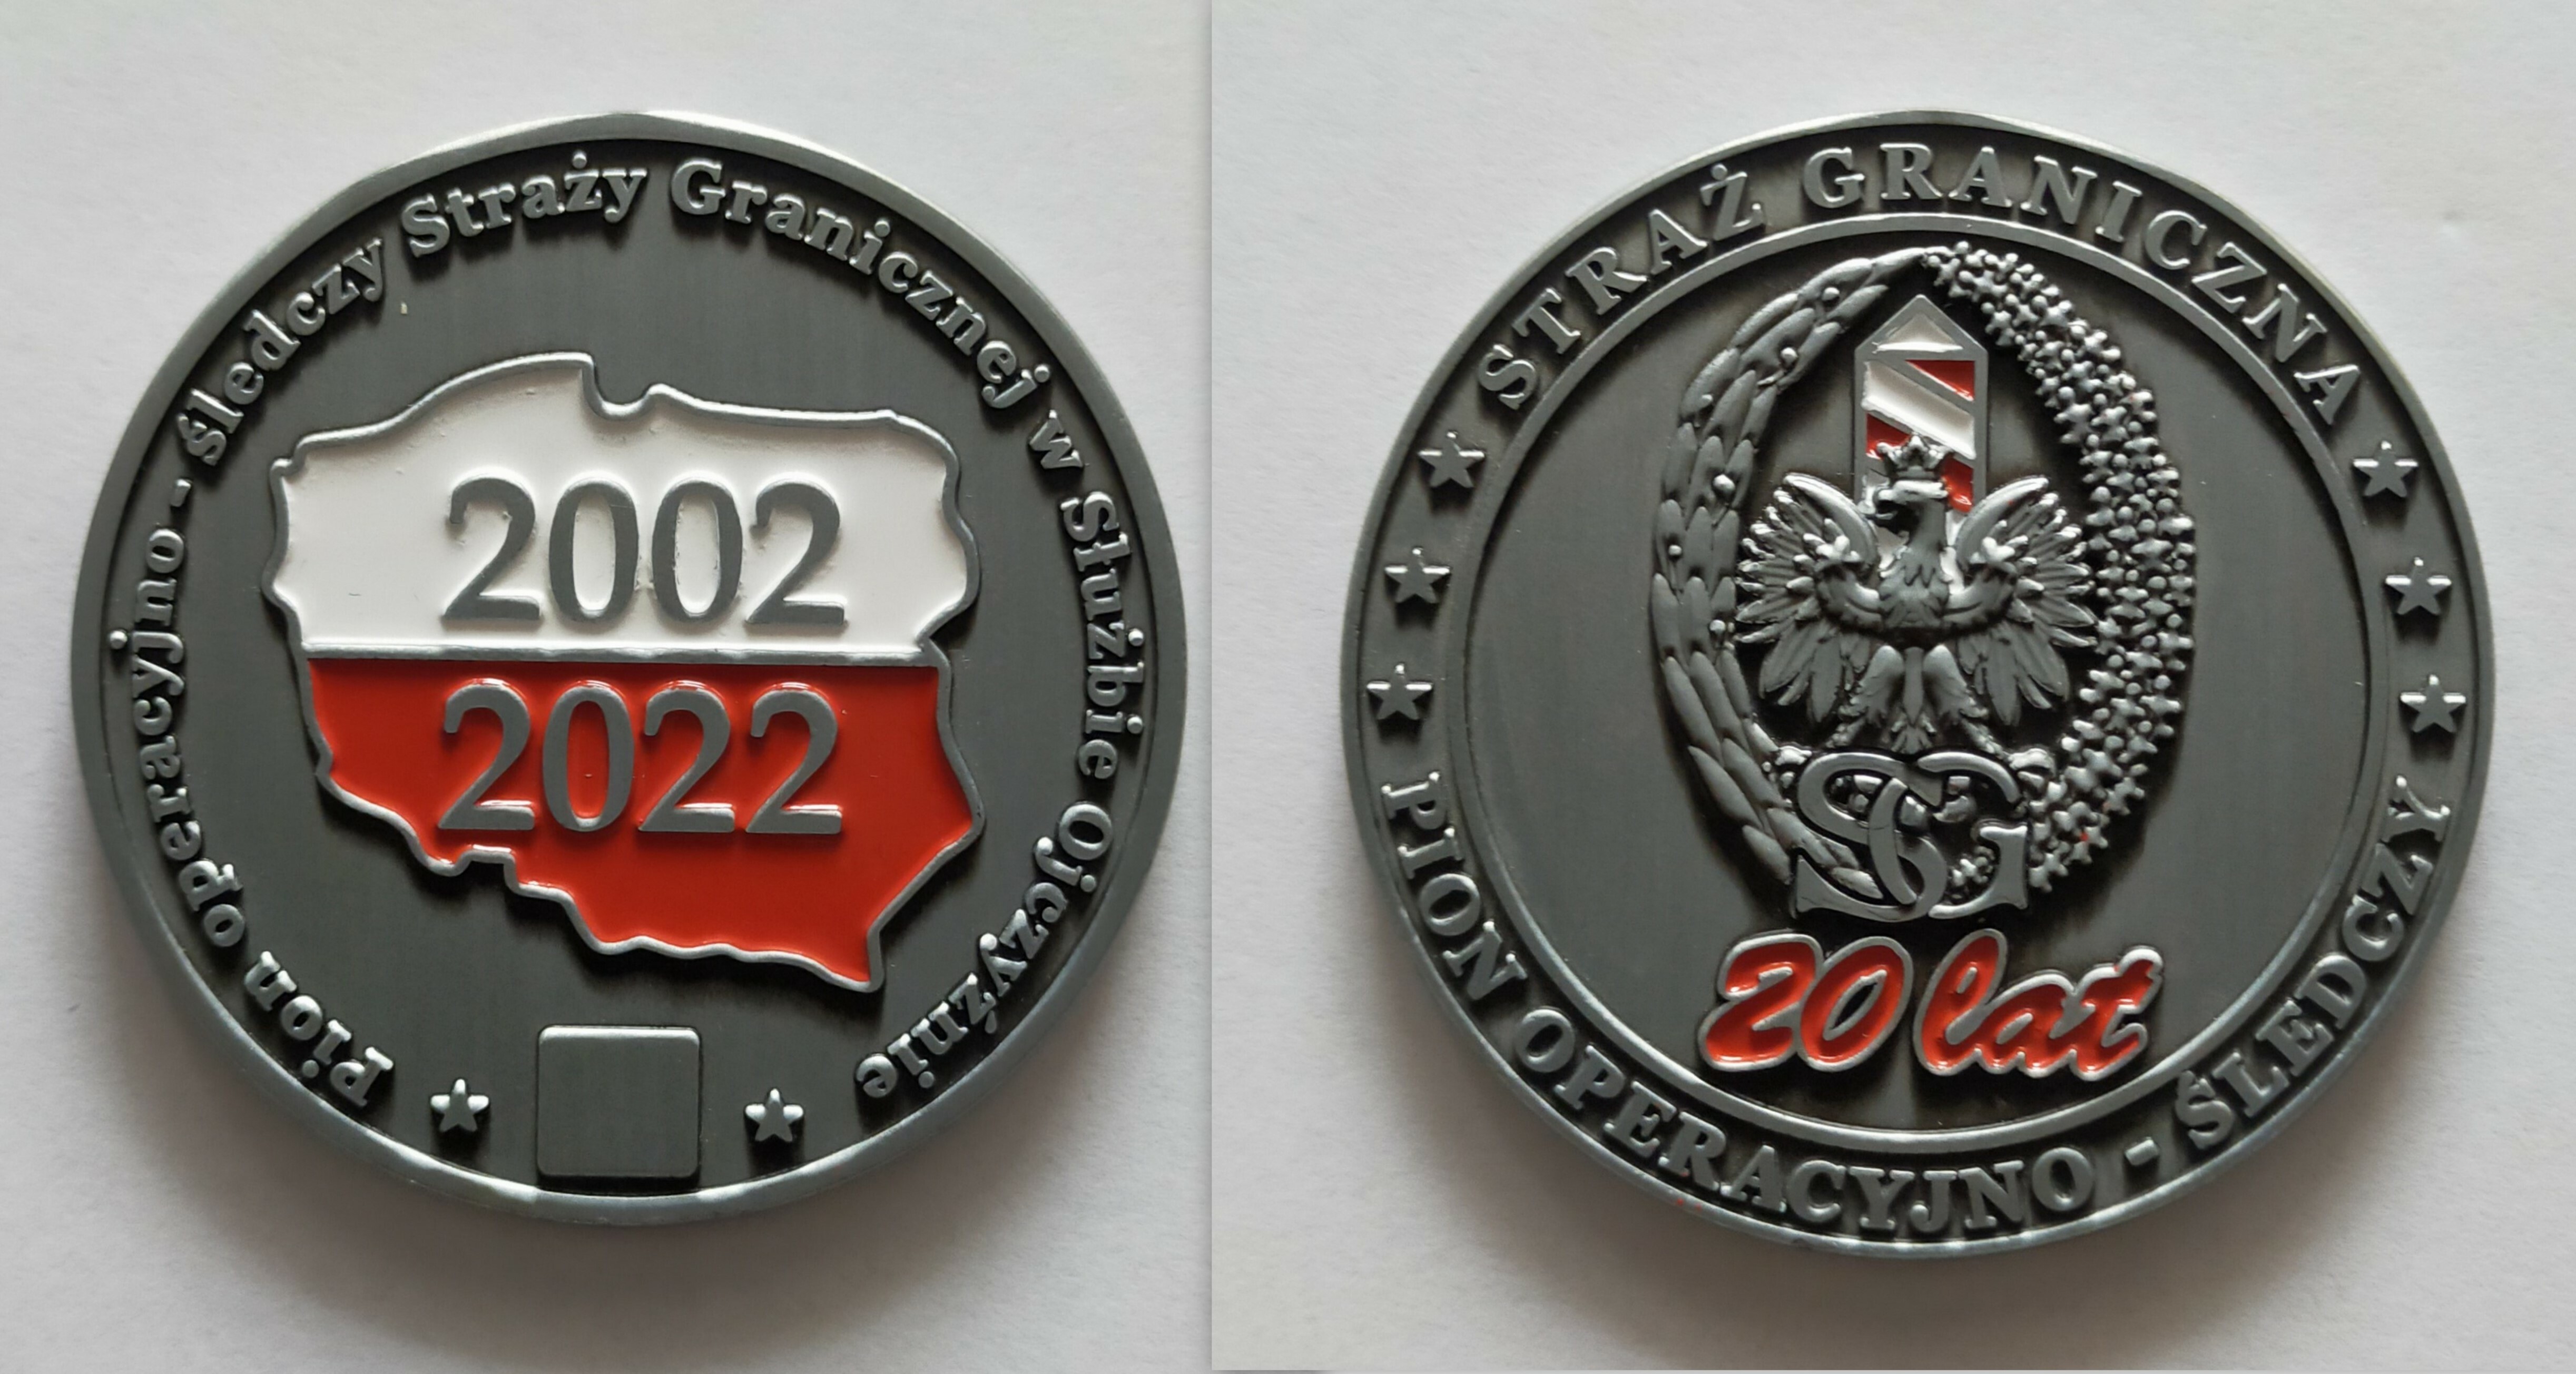 Pion operacyjno - śledczy Straży Granicznej w Służbie Ojczyźnie
2002
2022
STRAŻ GRANICZNA
SG
20 lat
PION OPERACYJNO - ŚLEDCZY